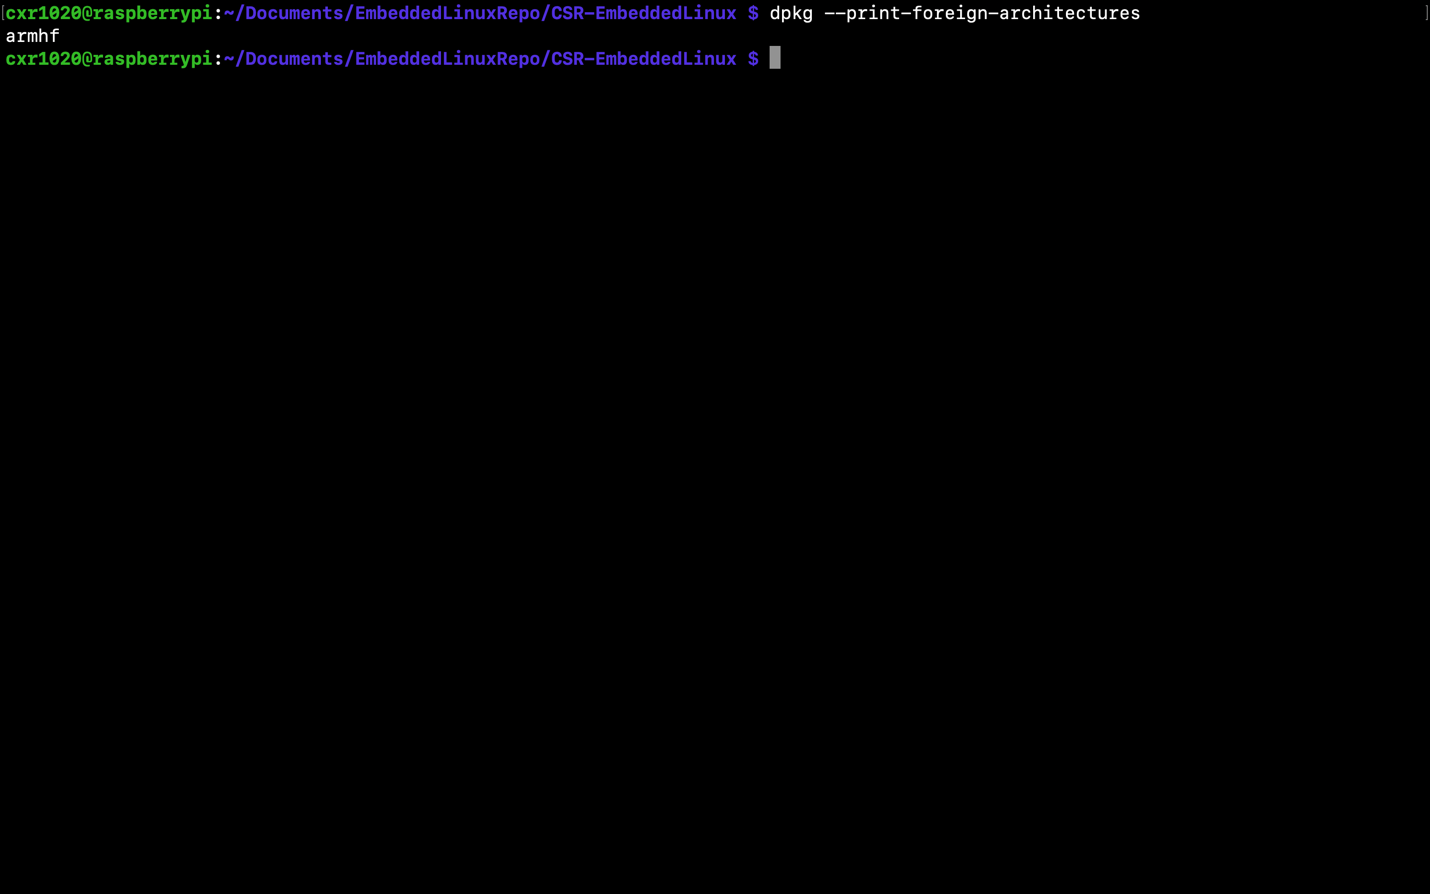 [cxr1020@raspberrypi:~/Documents/EmbeddedLinuxRepo/CSR-EmbeddedLinux $ dpkg --print-foreign-architectures ]
armhf
cxr1020@raspberrypi:~/Documents/EmbeddedLinuxRepo/CSR-EmbeddedLinux $